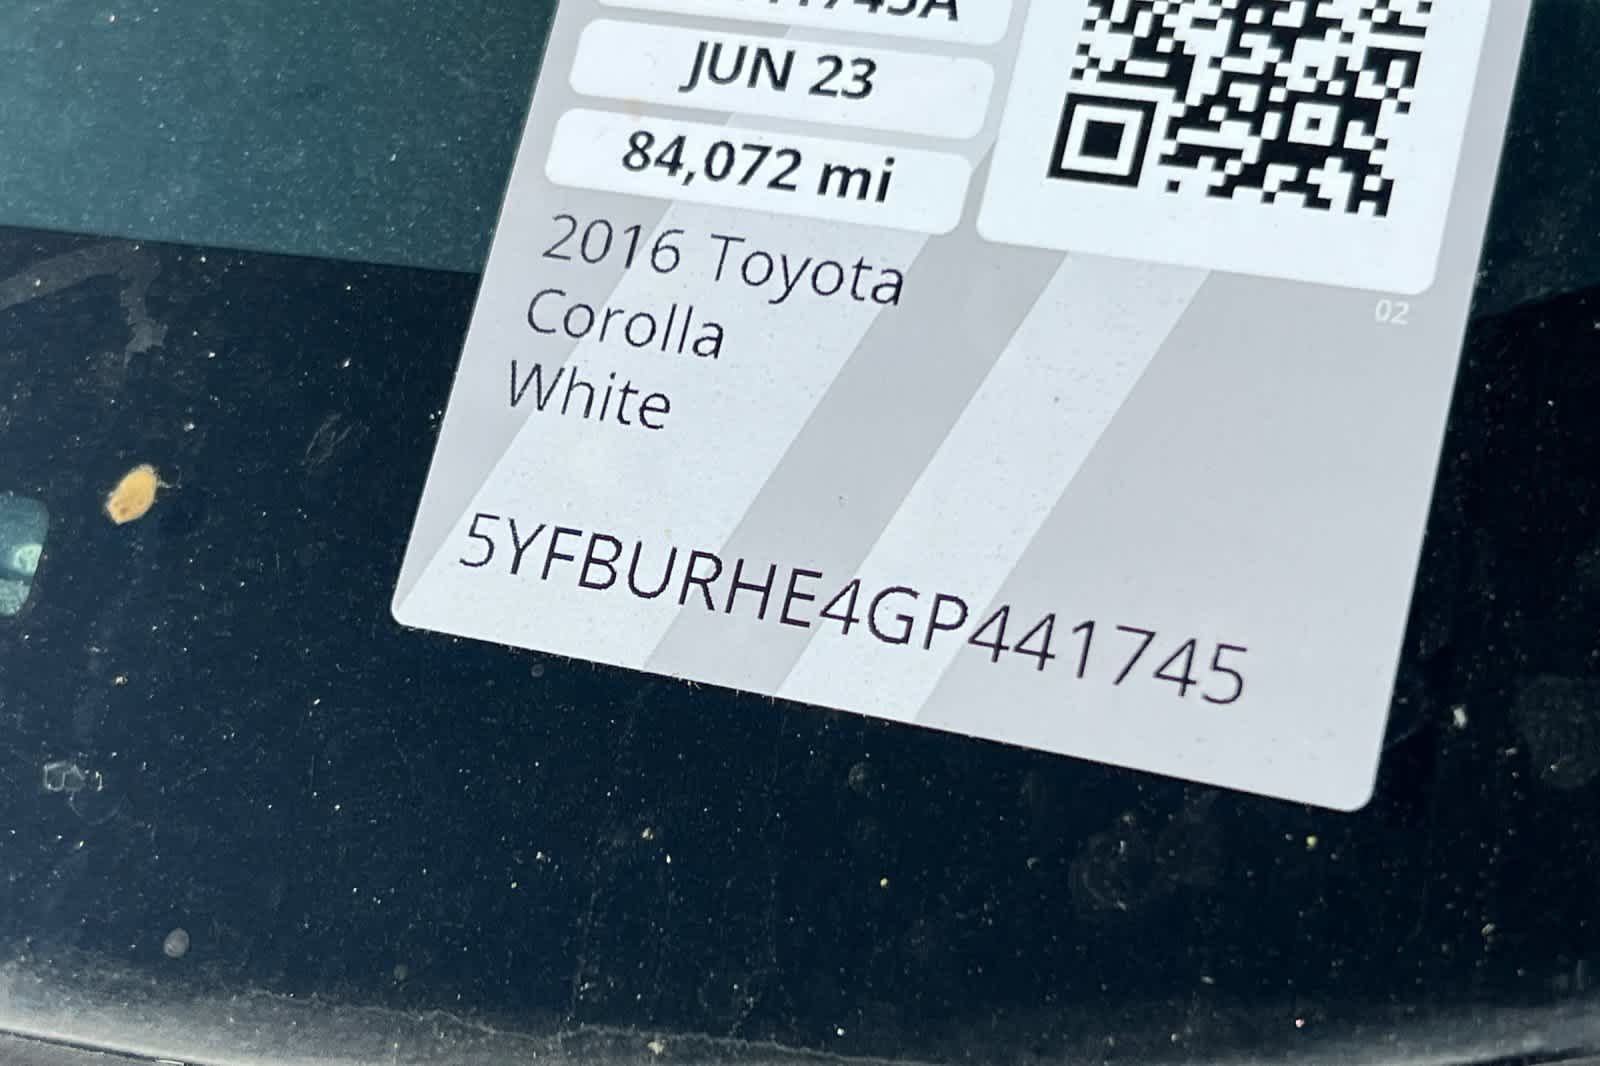 JUN 23
84,072 mi
2016 Toyota
Corolla
White
02
5YFBURHE4GP441745